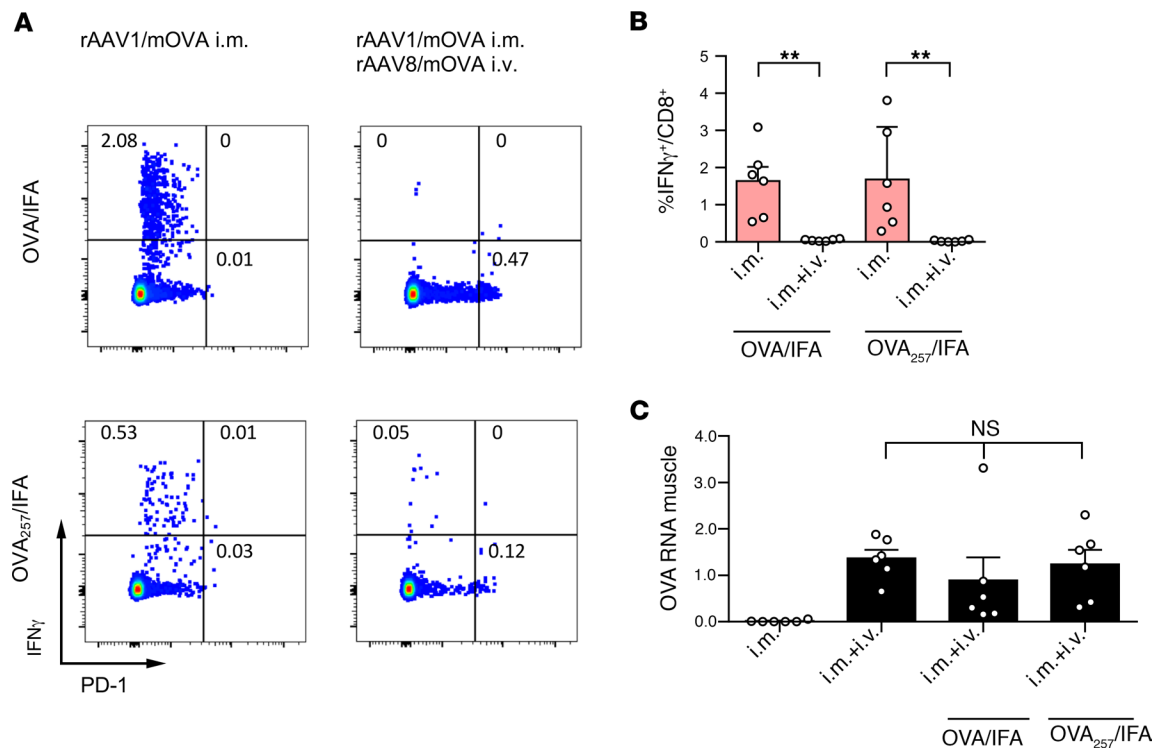 A
rAAV1/mOVA i.m.
rAAV1/mOVA i.m.
rAAV8/mOVA i.v.
OVA/IFA
2.08
0
0.01
0
0
0.47
OVA₂₅₇/IFA
0.53
0.01
0.03
0.05
0
0.12
IFNγ
PD-1
B
%IFNγ⁺/CD8⁺
5
4
3
2
1
0
**
**
i.m.
i.m.+i.v.
i.m.
i.m.+i.v.
OVA/IFA
OVA₂₅₇/IFA
C
OVA RNA muscle
4.0
3.0
2.0
1.0
0.0
NS
i.m.
i.m.+i.v.
i.m.+i.v.
i.m.+i.v.
OVA/IFA
OVA₂₅₇/IFA